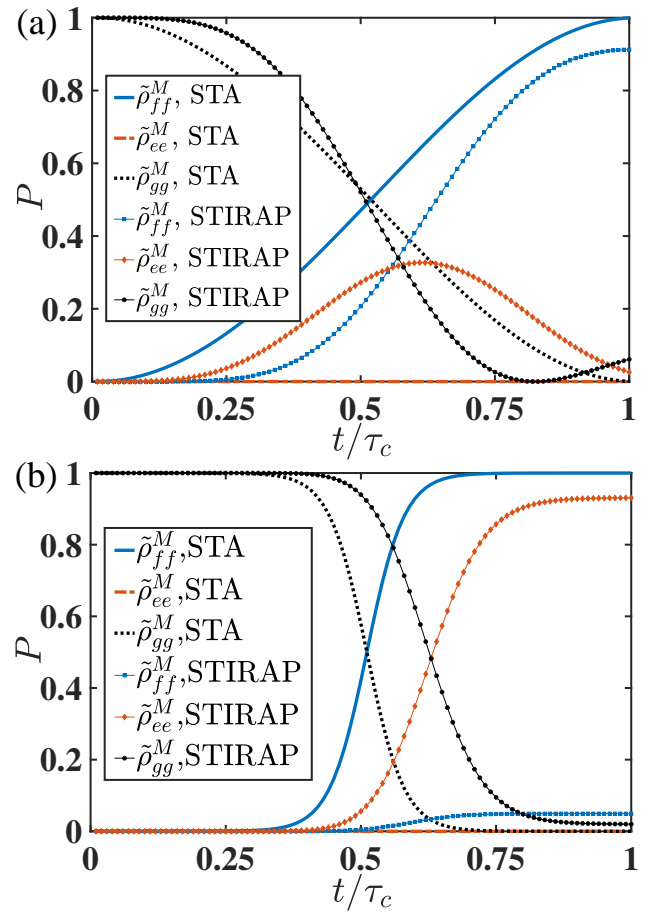 (a)
1
0.8
0.6
0.4
0.2
0
P
ρ̃ᴹff, STA
ρ̃ᴹee, STA
ρ̃ᴹgg, STA
ρ̃ᴹff, STIRAP
ρ̃ᴹee, STIRAP
ρ̃ᴹgg, STIRAP
0 0.25 0.5 0.75 1
t/τc
(b)
1
0.8
0.6
0.4
0.2
0
P
ρ̃ᴹff,STA
ρ̃ᴹee,STA
ρ̃ᴹgg,STA
ρ̃ᴹff,STIRAP
ρ̃ᴹee,STIRAP
ρ̃ᴹgg,STIRAP
0 0.25 0.5 0.75 1
t/τc